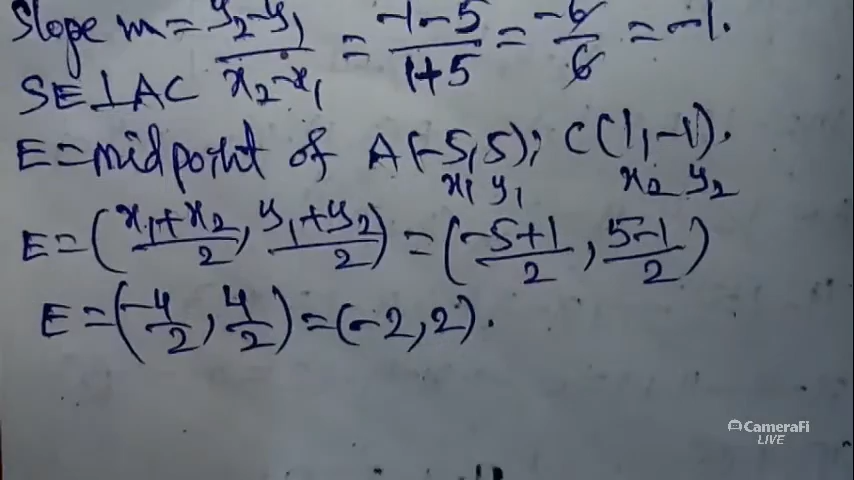 Slope m = y₂-y₁/x₂-x₁ = -1-5/1+5 = -6/6 = -1.
SE⊥AC
E = midpoint of A(-5,5); C(1,-1).
x₁ y₁ x₂ y₂
E = (x₁+x₂/2, y₁+y₂/2) = (-5+1/2, 5-1/2)
E = (-4/2, 4/2) = (-2, 2).
CameraFi
LIVE